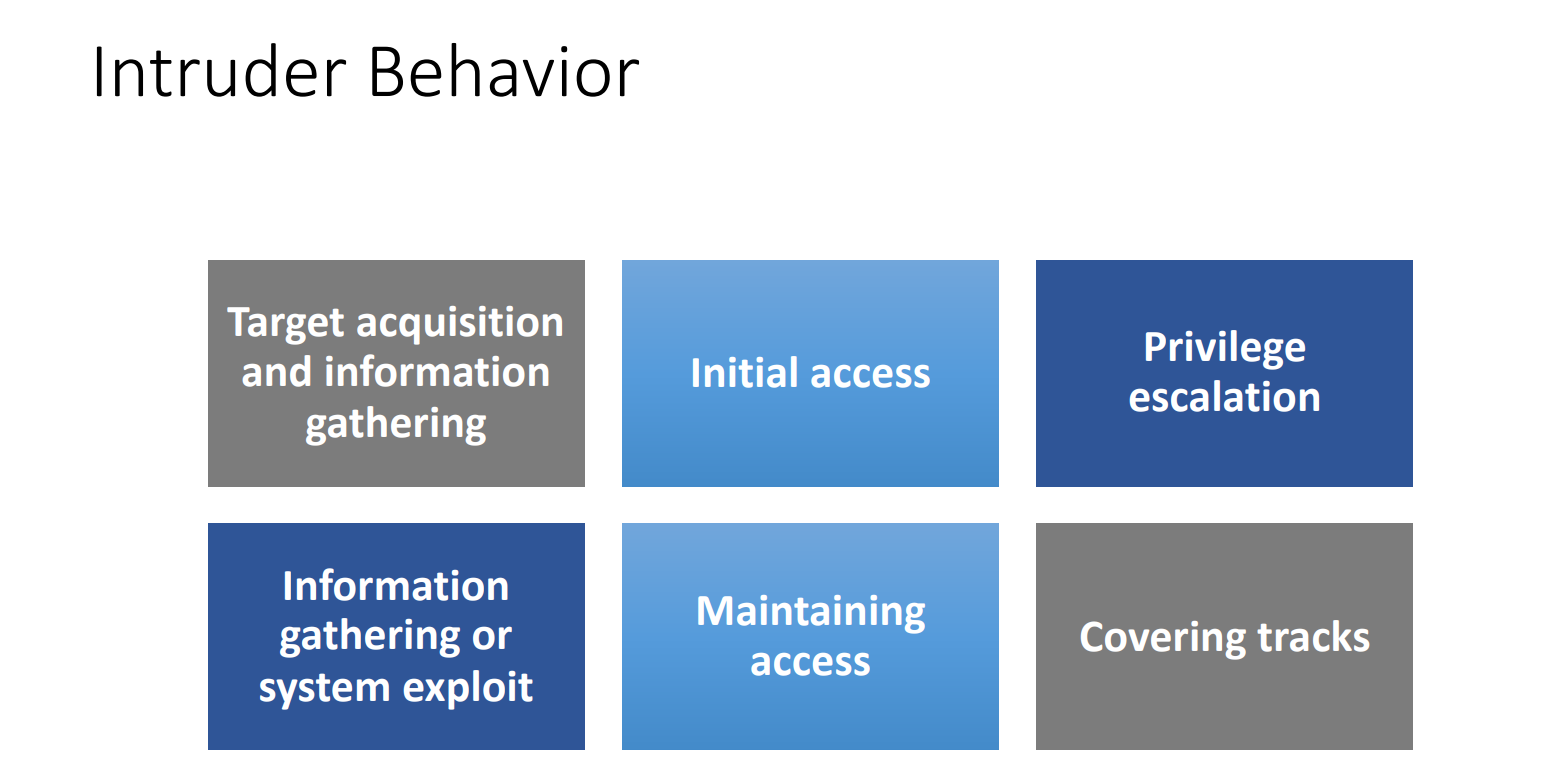 Intruder Behavior
Target acquisition
and information
gathering
Initial access
Privilege
escalation
Information
gathering or
system exploit
Maintaining
access
Covering tracks